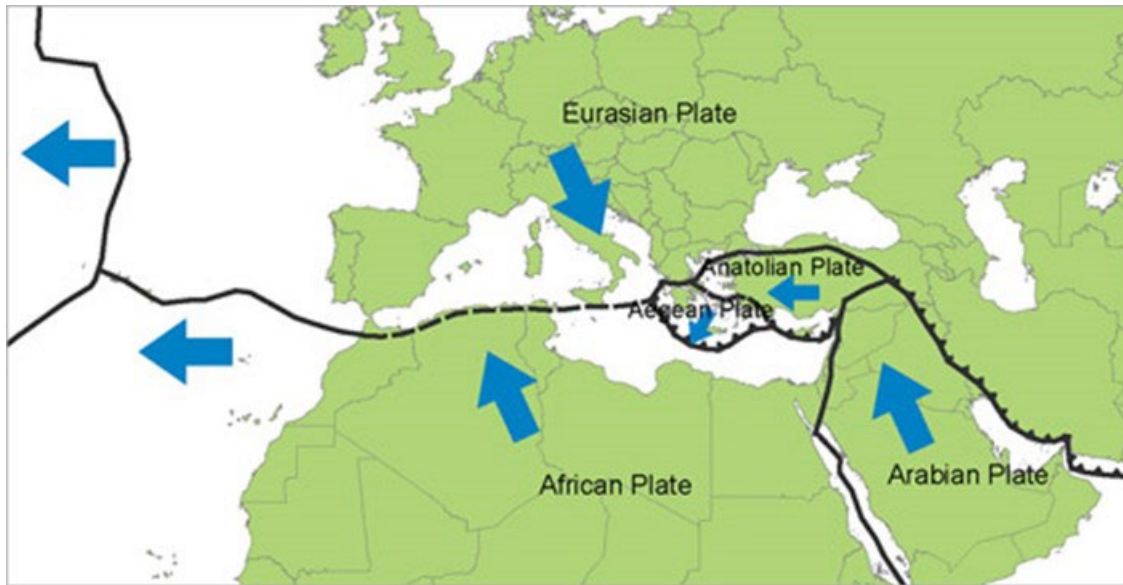 Eurasian Plate
Anatolian Plate
Aegean Plate
African Plate
Arabian Plate